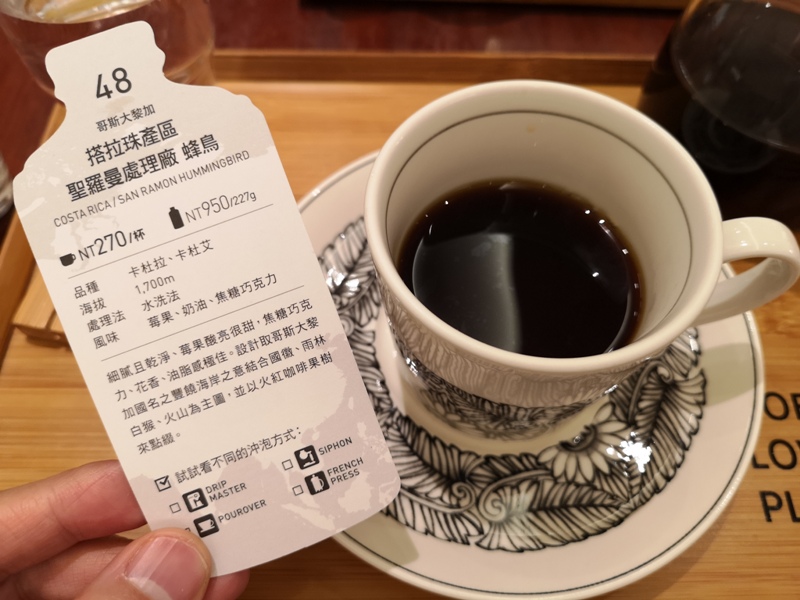 48
哥斯大黎加
搭拉珠產區
聖羅曼處理廠 蜂鳥
COSTA RICA/SAN RAMON HUMMINGBIRD
NT270/杯 NT950/227g
品種 卡杜拉、卡杜艾
海拔 1,700m
處理法 水洗法
風味 莓果、奶油、焦糖巧克力
細膩且乾淨、莓果酸亮很甜，焦糖巧克
力、花香、油脂感極佳。設計取哥斯大黎
加國名之豐饒海岸之意結合國徽、雨林
白猴、火山為主圖，並以火紅咖啡果樹
來點綴。
試試看不同的沖泡方式：
DRIP MASTER
SIPHON
POUROVER
FRENCH PRESS
PL